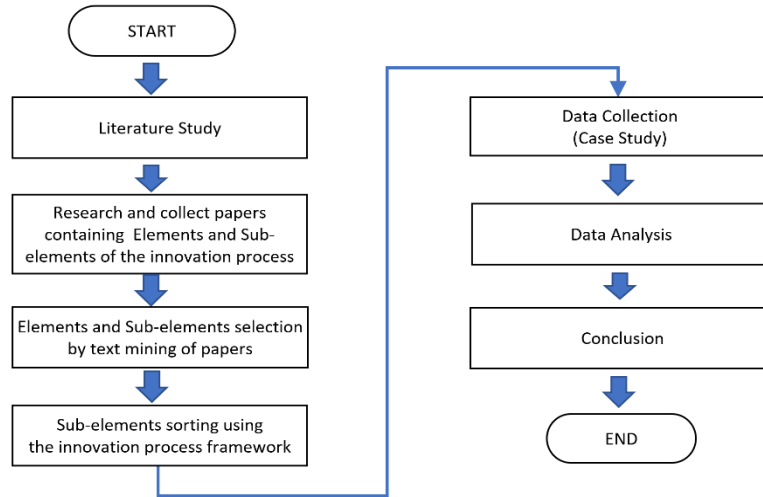 START
Literature Study
Research and collect papers
containing Elements and Sub-
elements of the innovation process
Elements and Sub-elements selection
by text mining of papers
Sub-elements sorting using
the innovation process framework
Data Collection
(Case Study)
Data Analysis
Conclusion
END